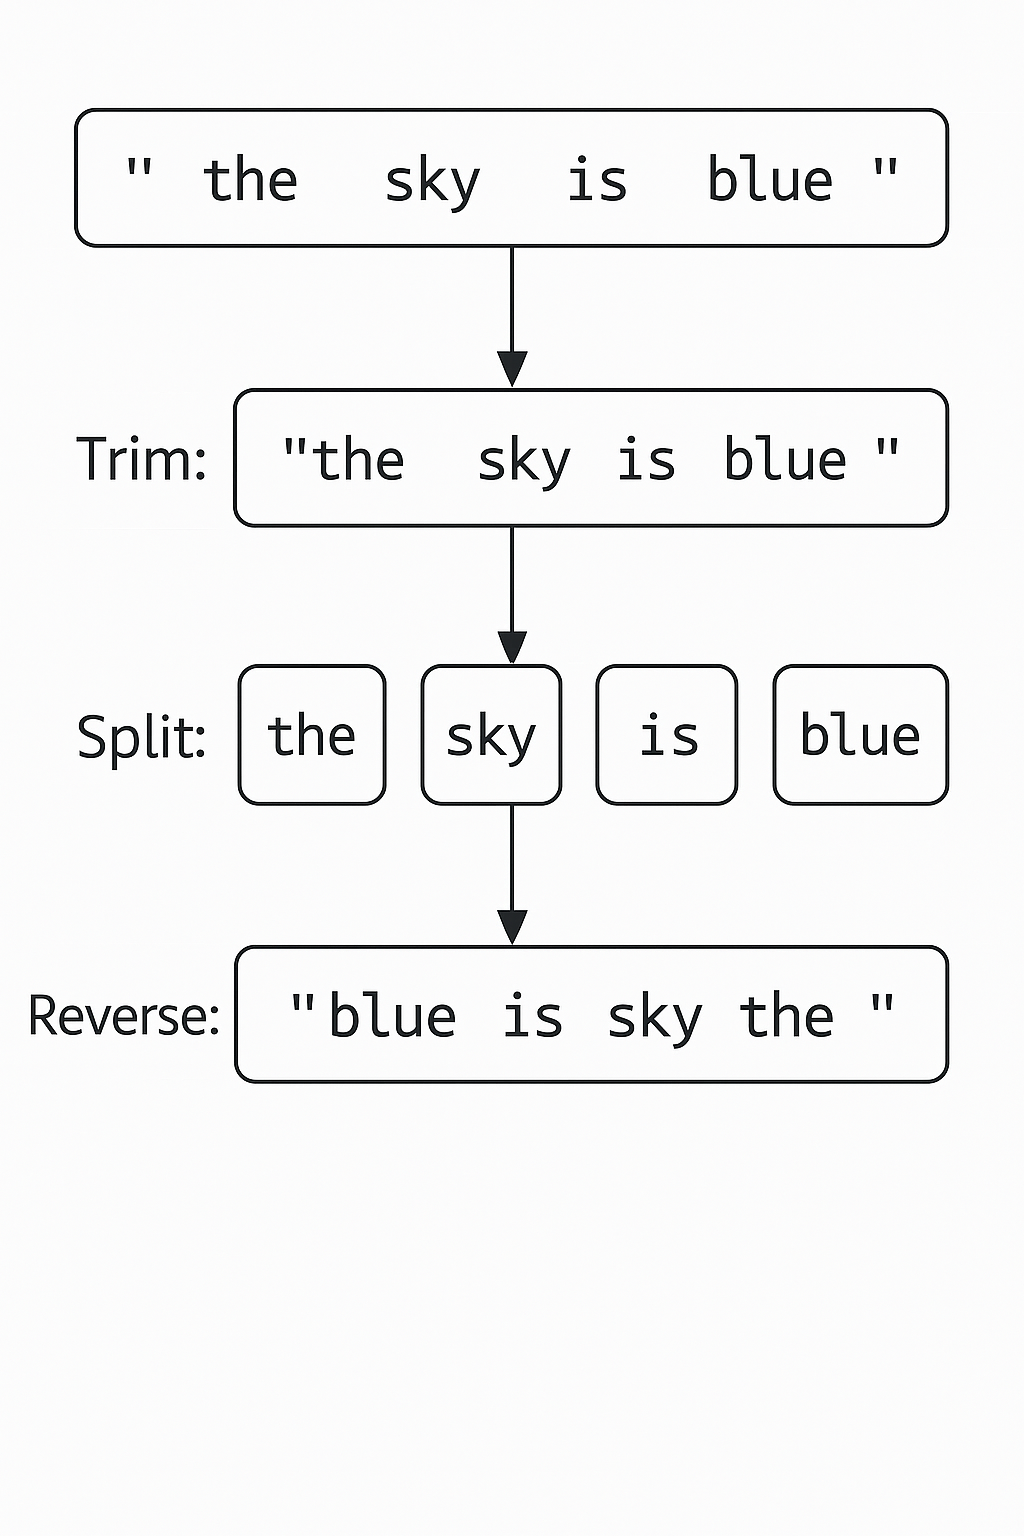 " the sky is blue "
Trim: "the sky is blue "
Split: the sky is blue
Reverse: "blue is sky the "